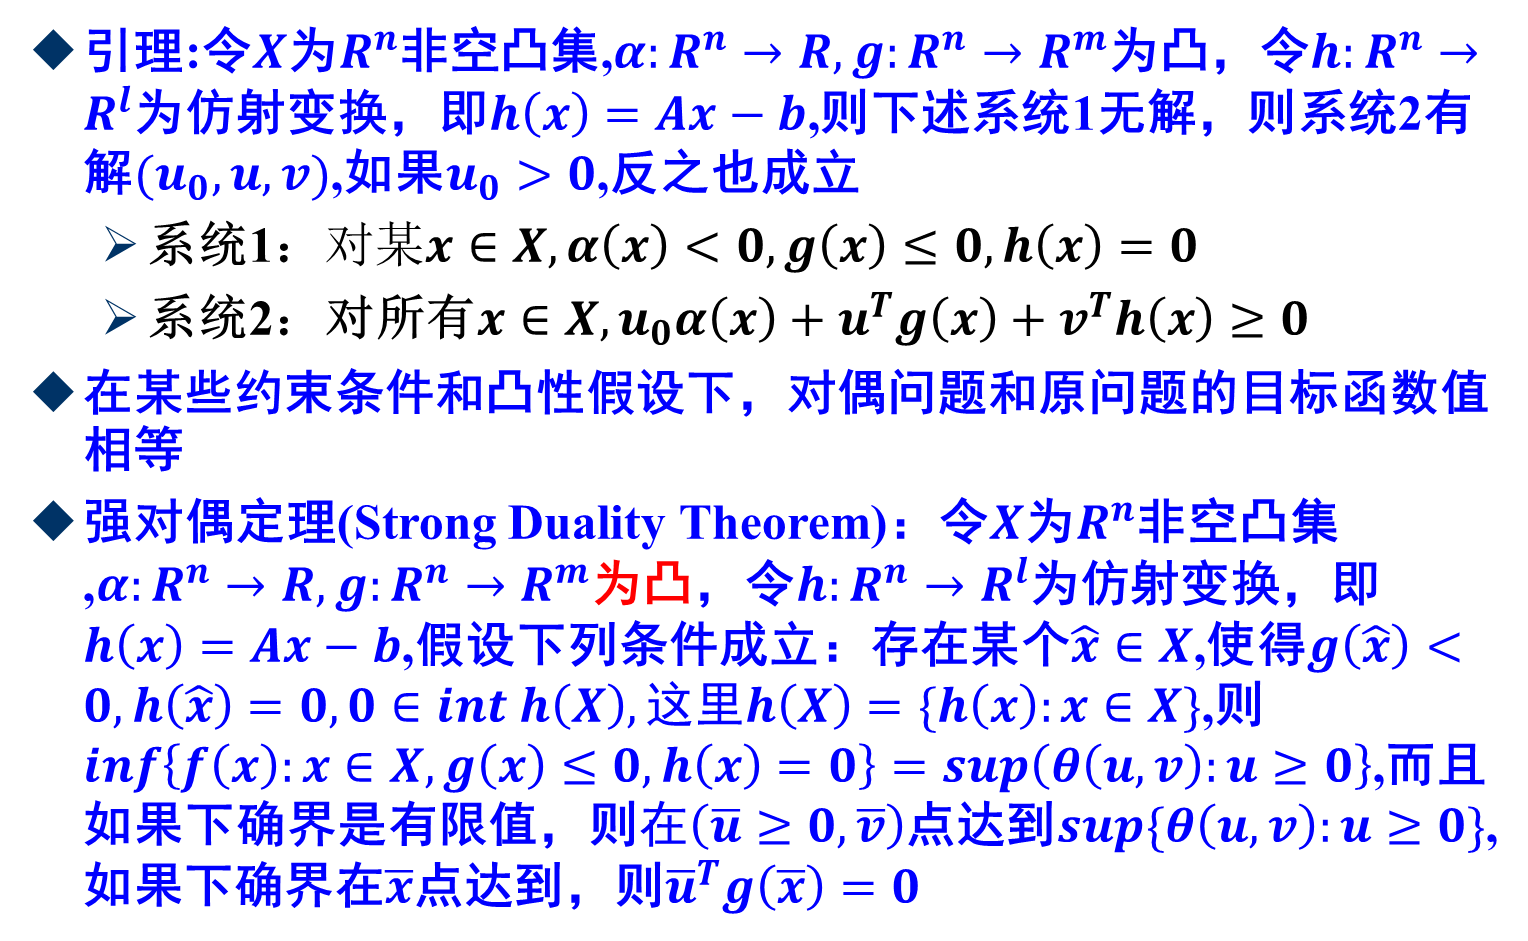 ◆ 引理:令X为Rⁿ非空凸集,α: Rⁿ → R, g: Rⁿ → Rᵐ为凸，令h: Rⁿ →
Rˡ为仿射变换，即h(x) = Ax − b,则下述系统1无解，则系统2有
解(u₀, u, v),如果u₀ > 0,反之也成立
➢ 系统1：对某x ∈ X, α(x) < 0, g(x) ≤ 0, h(x) = 0
➢ 系统2：对所有x ∈ X, u₀α(x) + uᵀg(x) + vᵀh(x) ≥ 0
◆ 在某些约束条件和凸性假设下，对偶问题和原问题的目标函数值
相等
◆ 强对偶定理(Strong Duality Theorem)：令X为Rⁿ非空凸集
,α: Rⁿ → R, g: Rⁿ → Rᵐ为凸，令h: Rⁿ → Rˡ为仿射变换，即
h(x) = Ax − b,假设下列条件成立：存在某个x̂ ∈ X,使得g(x̂) <
0, h(x̂) = 0, 0 ∈ int h(X), 这里h(X) = {h(x): x ∈ X},则
inf{f(x): x ∈ X, g(x) ≤ 0, h(x) = 0} = sup(θ(u, v): u ≥ 0},而且
如果下确界是有限值，则在(u̅ ≥ 0, v̅)点达到sup{θ(u, v): u ≥ 0},
如果下确界在x̅点达到，则u̅ᵀg(x̅) = 0